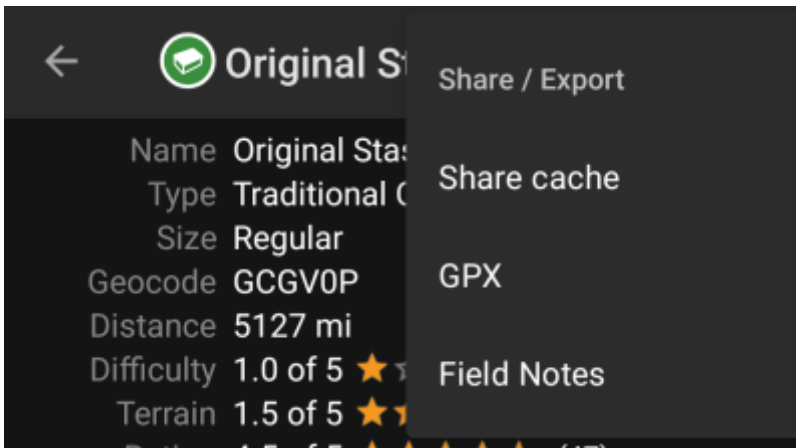 Original St
Share / Export
Name Original Stas
Type Traditional
Share cache
Size Regular
Geocode GCGV0P
GPX
Distance 5127 mi
Difficulty 1.0 of 5
Field Notes
Terrain 1.5 of 5